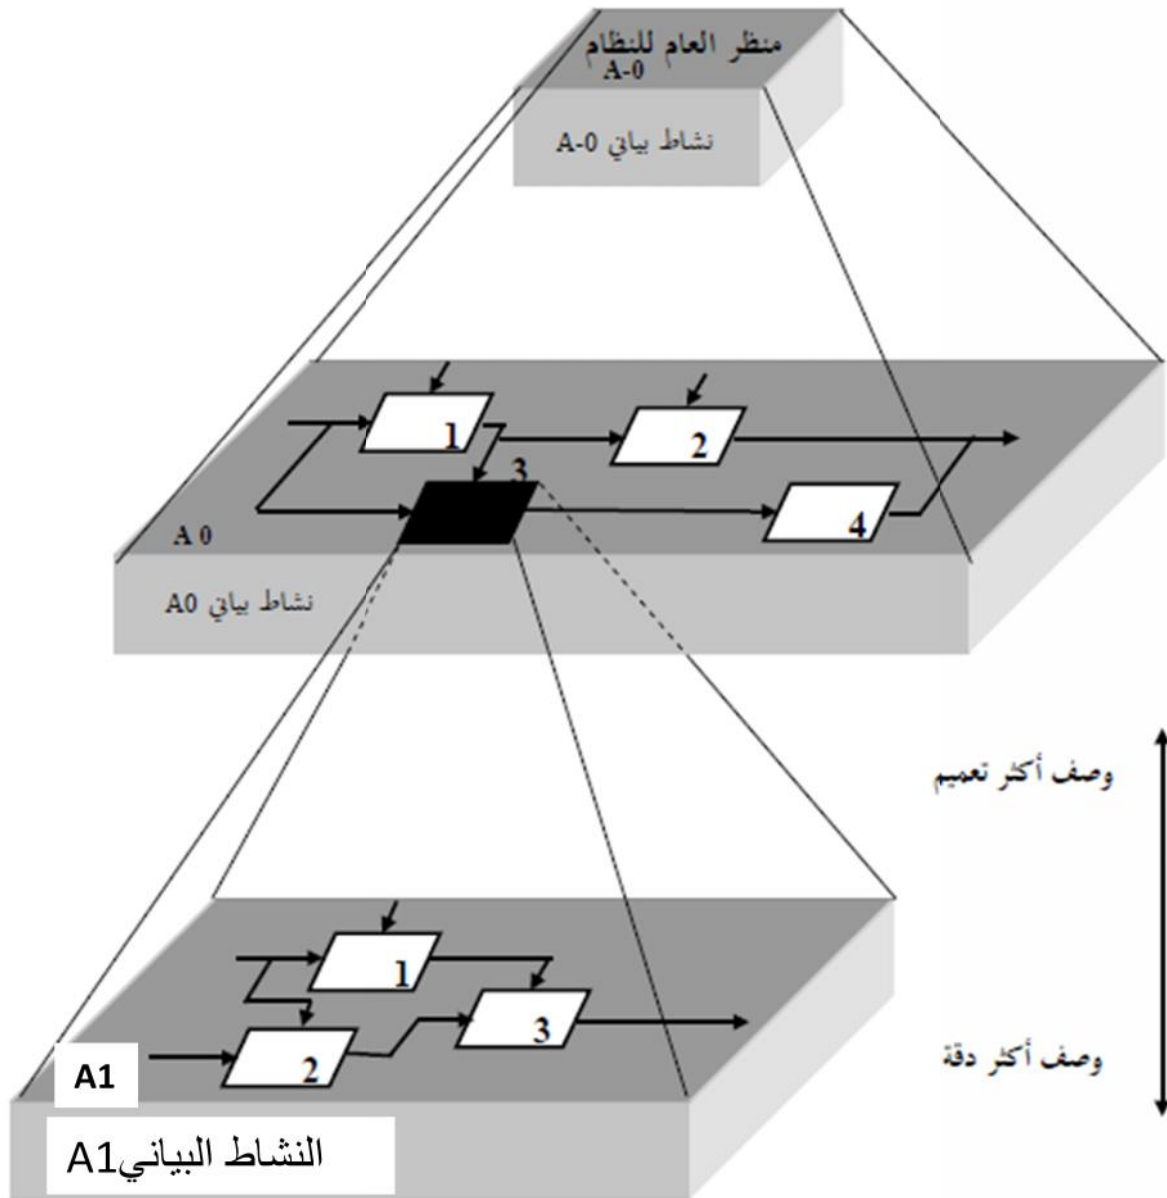 منظر العام للنظام
A-0
نشاط بياني A-0
1
2
3
4
A 0
نشاط بياني A0
وصف أكثر تعميم
1
3
2
وصف أكثر دقة
A1
النشاط البيانيA1